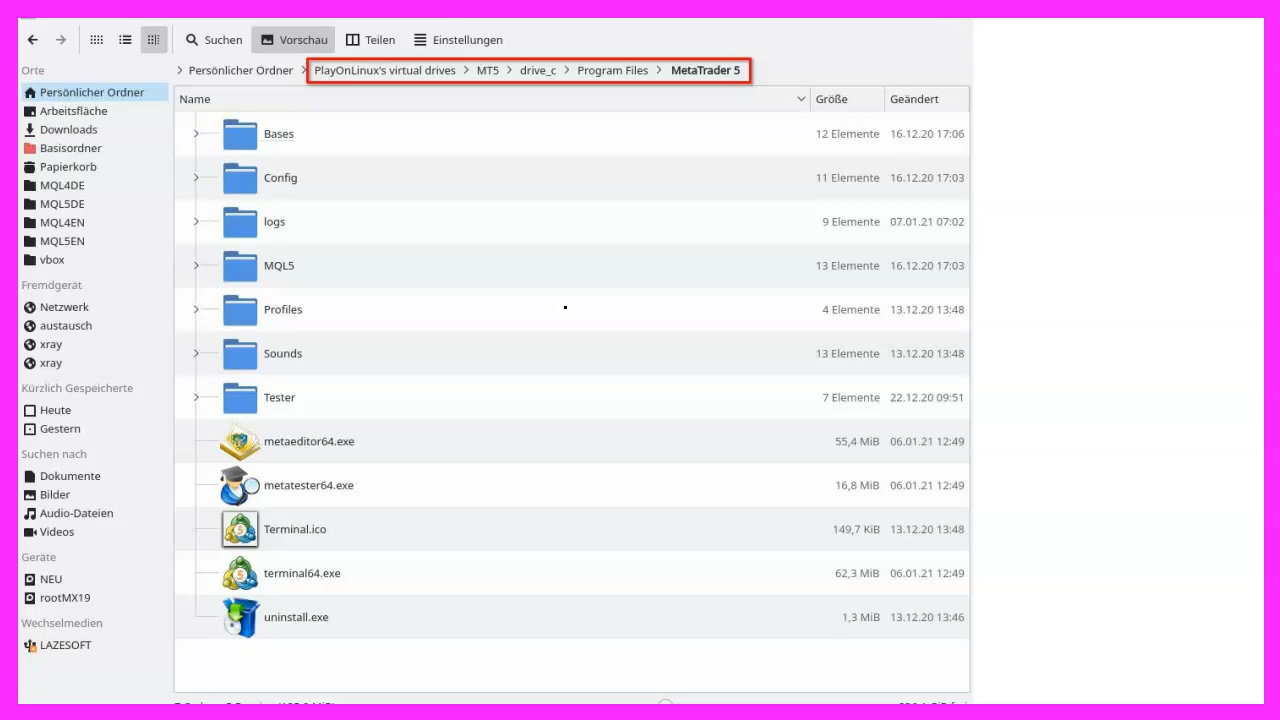 Suchen Vorschau Teilen Einstellungen
Orte
Persönlicher Ordner
Arbeitsfläche
Downloads
Basisordner
Papierkorb
MQL4DE
MQL5DE
MQL4EN
MQL5EN
vbox
Fremdgerät
Netzwerk
austausch
xray
xray
Kürzlich Gespeicherte
Heute
Gestern
Suchen nach
Dokumente
Bilder
Audio-Dateien
Videos
Geräte
NEU
rootMX19
Wechselmedien
LAZESOFT
Persönlicher Ordner PlayOnLinux's virtual drives MT5 drive_c Program Files MetaTrader 5
Name Größe Geändert
Bases 12 Elemente 16.12.20 17:06
Config 11 Elemente 16.12.20 17:03
logs 9 Elemente 07.01.21 07:02
MQL5 13 Elemente 16.12.20 17:03
Profiles 4 Elemente 13.12.20 13:48
Sounds 13 Elemente 13.12.20 13:48
Tester 7 Elemente 22.12.20 09:51
metaeditor64.exe 55,4 MiB 06.01.21 12:49
metatester64.exe 16,8 MiB 06.01.21 12:49
Terminal.ico 149,7 KiB 13.12.20 13:48
terminal64.exe 62,3 MiB 06.01.21 12:49
uninstall.exe 1,3 MiB 13.12.20 13:46